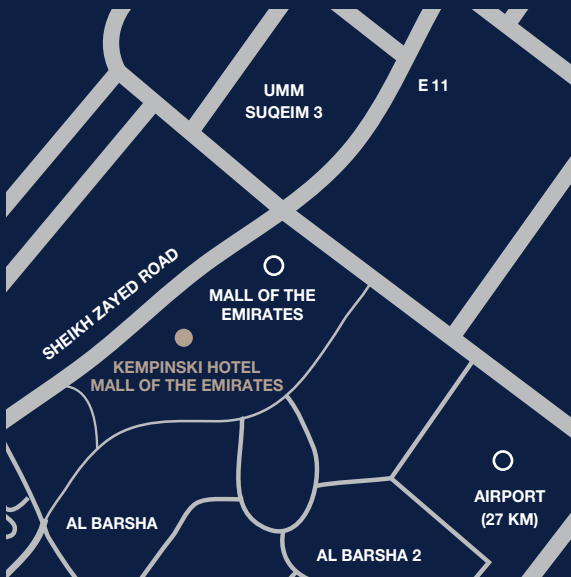 UMM
SUQEIM 3
E 11
SHEIKH ZAYED ROAD
MALL OF THE
EMIRATES
KEMPINSKI HOTEL
MALL OF THE EMIRATES
AIRPORT
(27 KM)
AL BARSHA
AL BARSHA 2